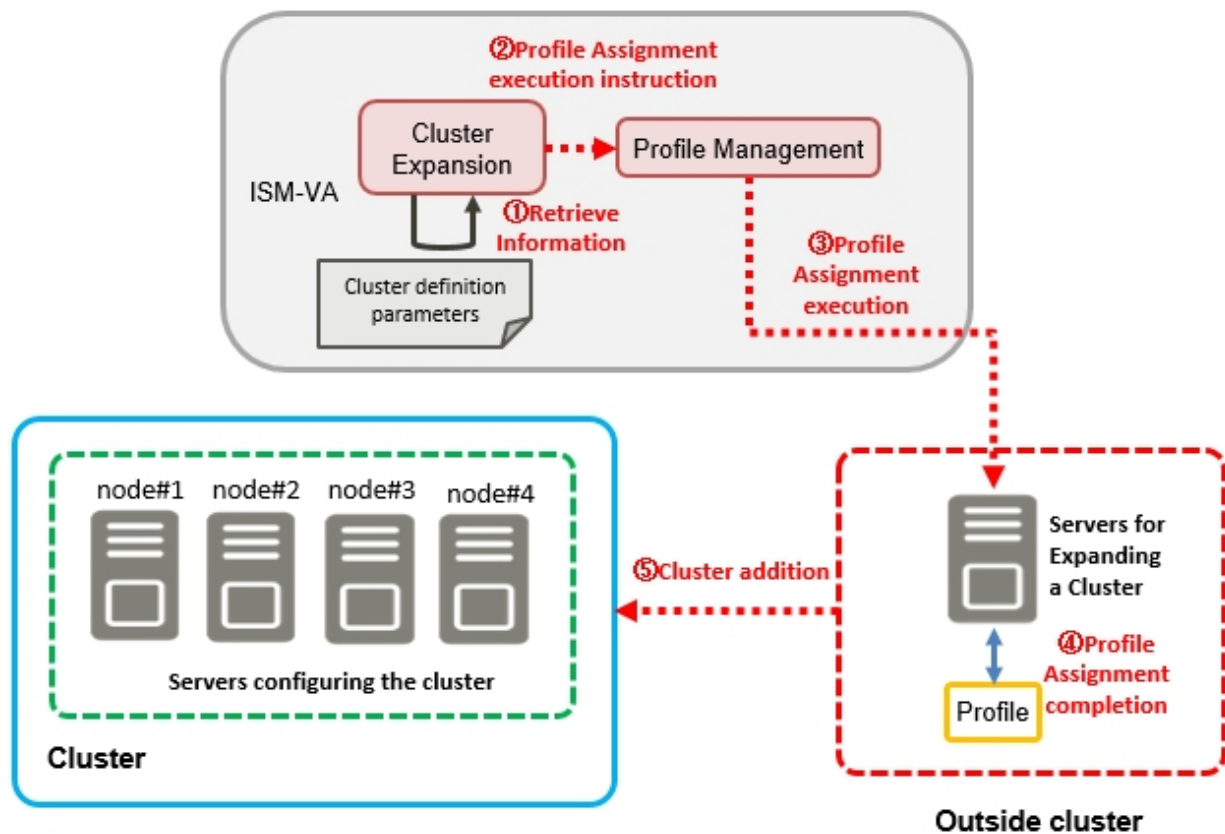 ②Profile Assignment
execution instruction
Cluster
Expansion
Profile Management
ISM-VA
①Retrieve
Information
③Profile
Assignment
execution
Cluster definition
parameters
node#1 node#2 node#3 node#4
Servers for
Expanding
a Cluster
⑤Cluster addition
④Profile
Assignment
completion
Servers configuring the cluster
Profile
Cluster
Outside cluster